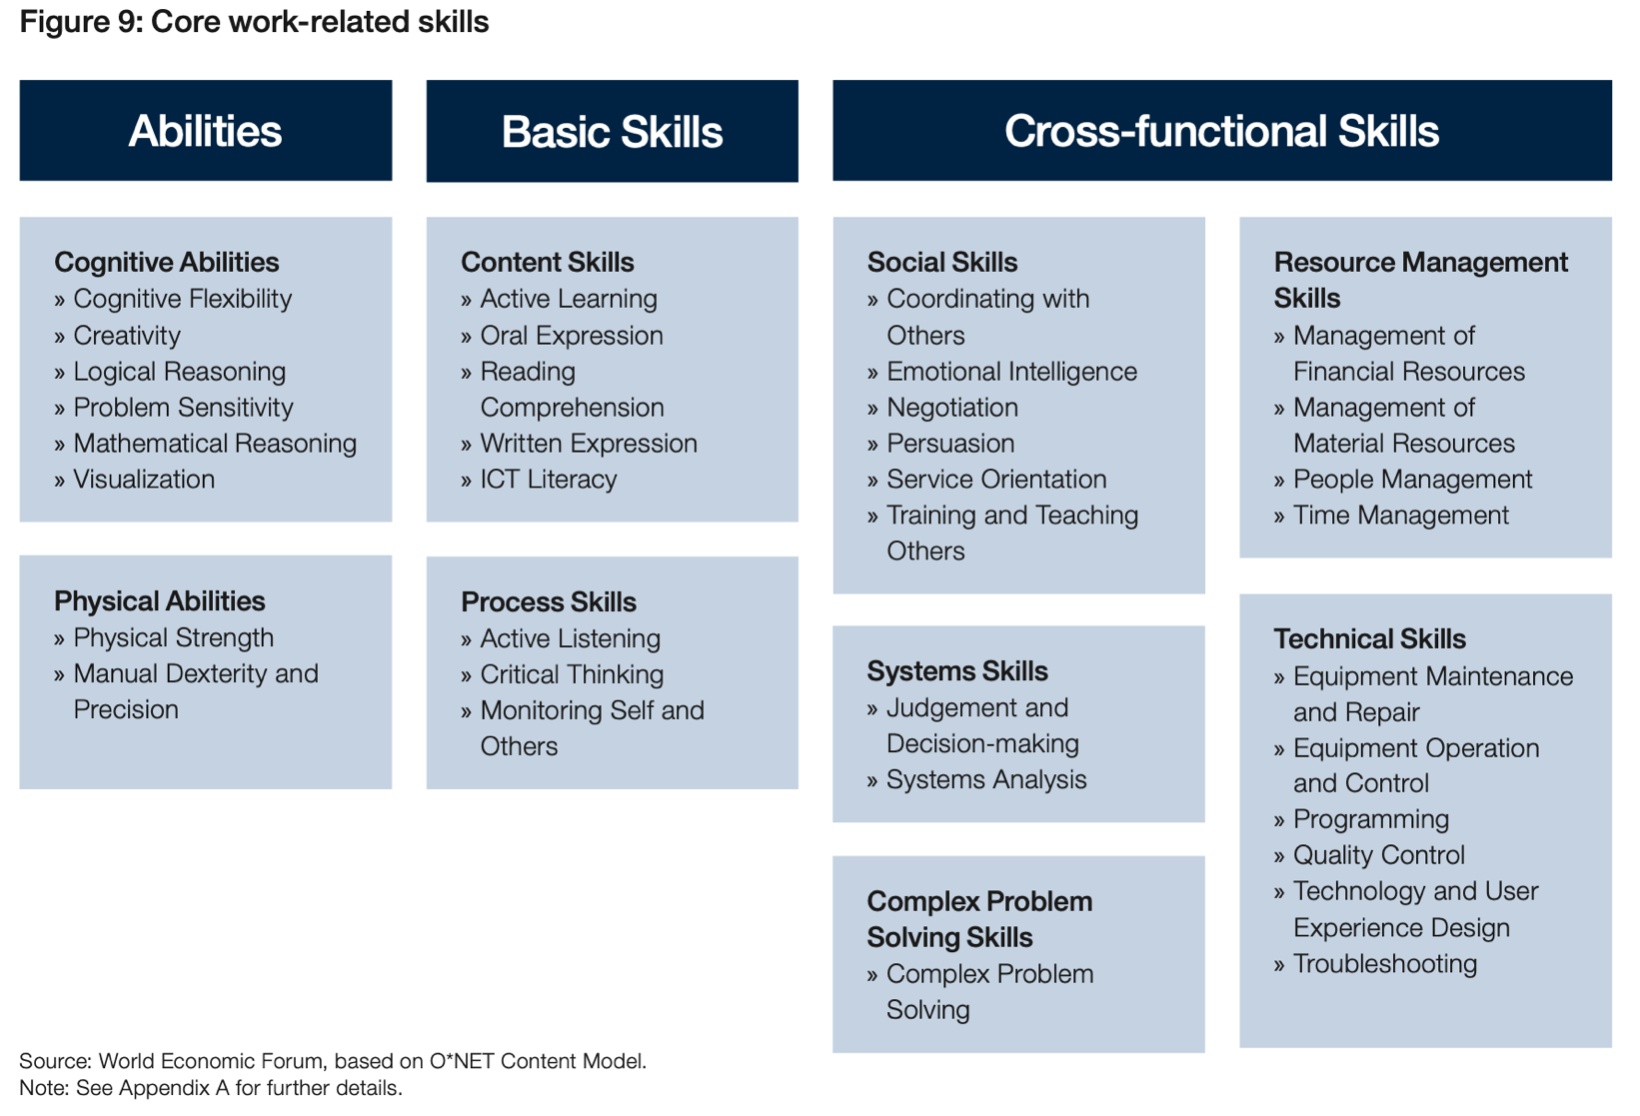 Figure 9: Core work-related skills
Abilities
Basic Skills
Cross-functional Skills
Cognitive Abilities
» Cognitive Flexibility
» Creativity
» Logical Reasoning
» Problem Sensitivity
» Mathematical Reasoning
» Visualization
Physical Abilities
» Physical Strength
» Manual Dexterity and
Precision
Content Skills
» Active Learning
» Oral Expression
» Reading
Comprehension
» Written Expression
» ICT Literacy
Process Skills
» Active Listening
» Critical Thinking
» Monitoring Self and
Others
Social Skills
» Coordinating with
Others
» Emotional Intelligence
» Negotiation
» Persuasion
» Service Orientation
» Training and Teaching
Others
Systems Skills
» Judgement and
Decision-making
» Systems Analysis
Complex Problem
Solving Skills
» Complex Problem
Solving
Resource Management
Skills
» Management of
Financial Resources
» Management of
Material Resources
» People Management
» Time Management
Technical Skills
» Equipment Maintenance
and Repair
» Equipment Operation
and Control
» Programming
» Quality Control
» Technology and User
Experience Design
» Troubleshooting
Source: World Economic Forum, based on O*NET Content Model.
Note: See Appendix A for further details.